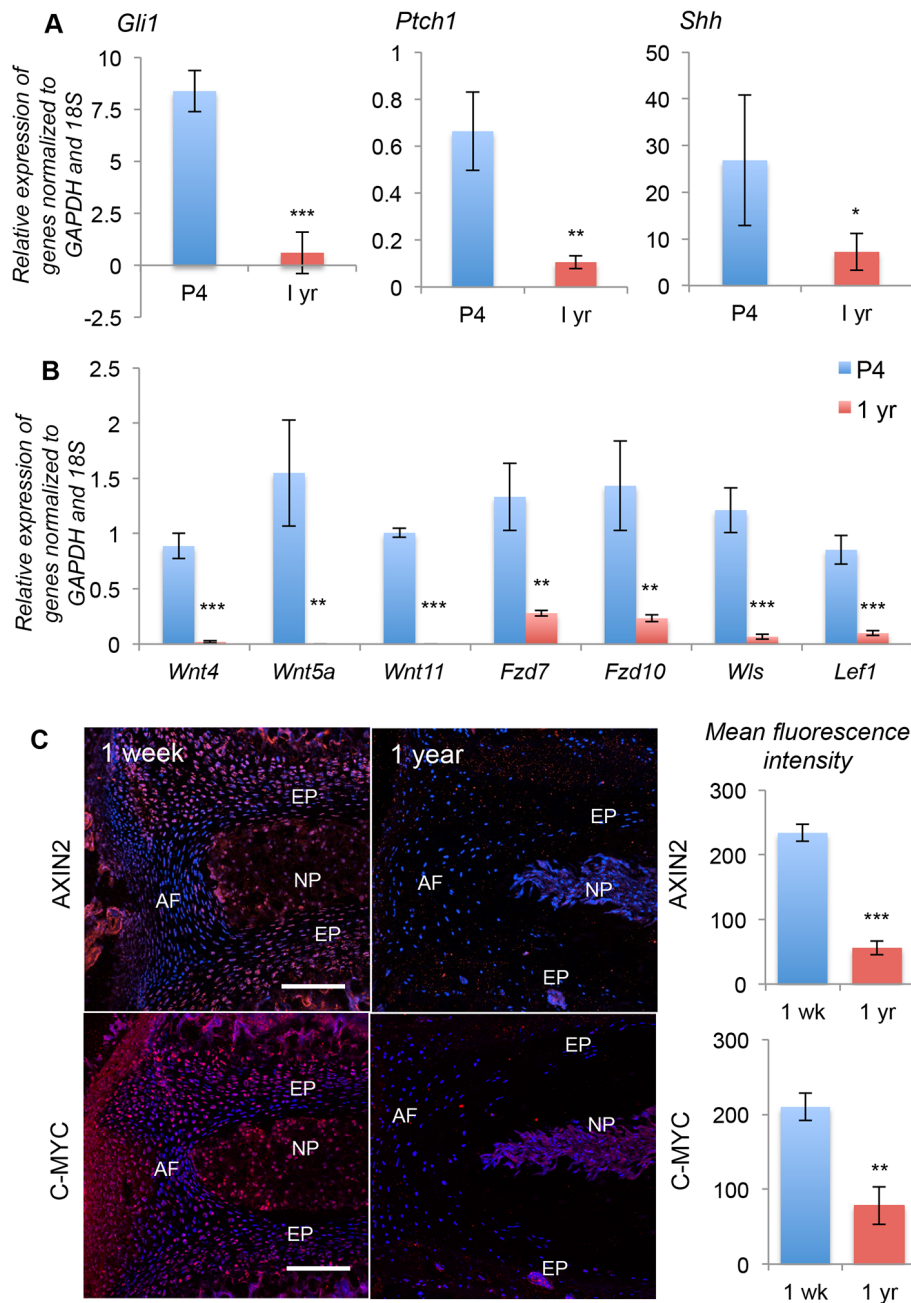 A
Gli1
Ptch1
Shh
Relative expression of
genes normalized to
GAPDH and 18S
10
7.5
5
2.5
0
-2.5
***
P4
I yr
1
0.8
0.6
0.4
0.2
0
**
P4
I yr
50
40
30
20
10
0
*
P4
I yr
B
Relative expression of
genes normalized to
GAPDH and 18S
2.5
2
1.5
1
0.5
0
P4
1 yr
***
**
***
**
**
***
***
Wnt4
Wnt5a
Wnt11
Fzd7
Fzd10
Wls
Lef1
C
AXIN2
1 week
EP
NP
AF
EP
1 year
EP
AF
NP
EP
Mean fluorescence
intensity
AXIN2
300
200
100
0
***
1 wk
1 yr
C-MYC
EP
NP
AF
EP
EP
NP
AF
EP
C-MYC
300
200
100
0
**
1 wk
1 yr